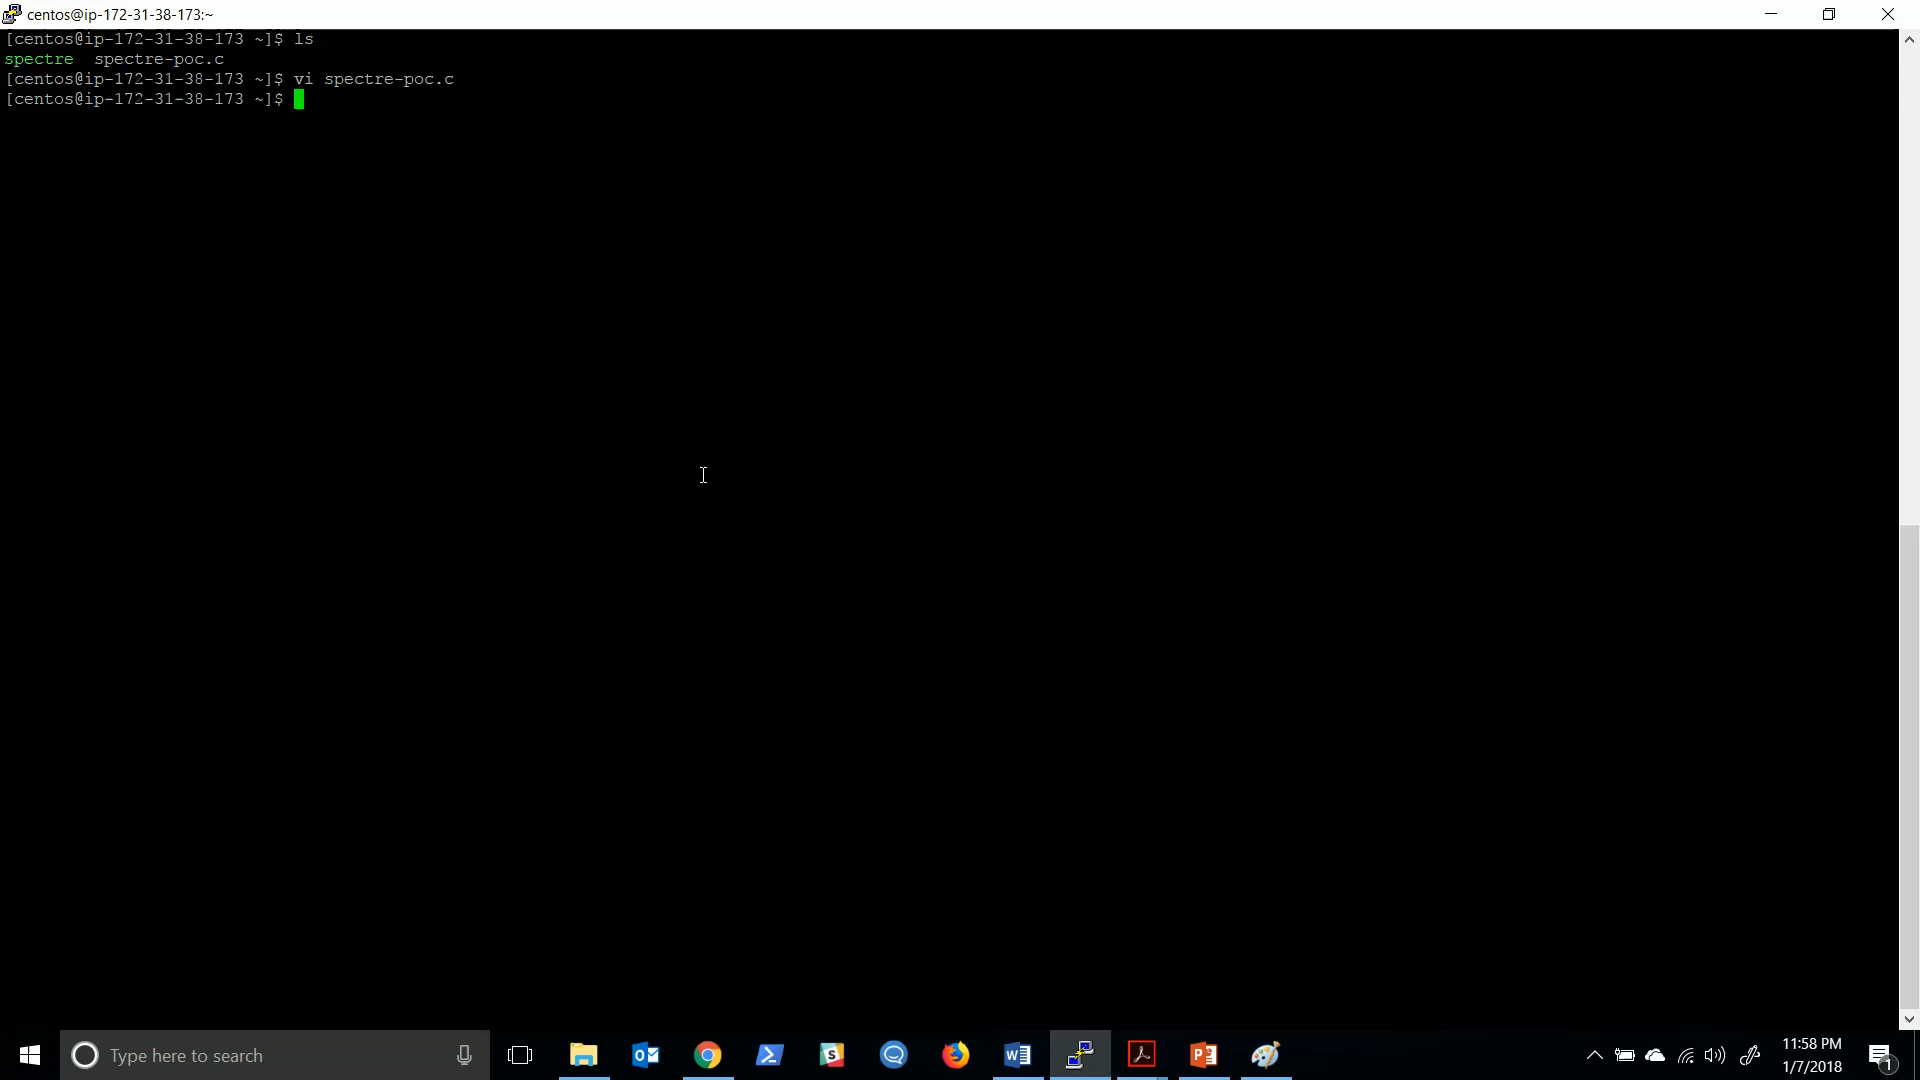 centos@ip-172-31-38-173:~
[centos@ip-172-31-38-173 ~]$ ls
spectre  spectre-poc.c
[centos@ip-172-31-38-173 ~]$ vi spectre-poc.c
[centos@ip-172-31-38-173 ~]$
Type here to search
11:58 PM
1/7/2018
1